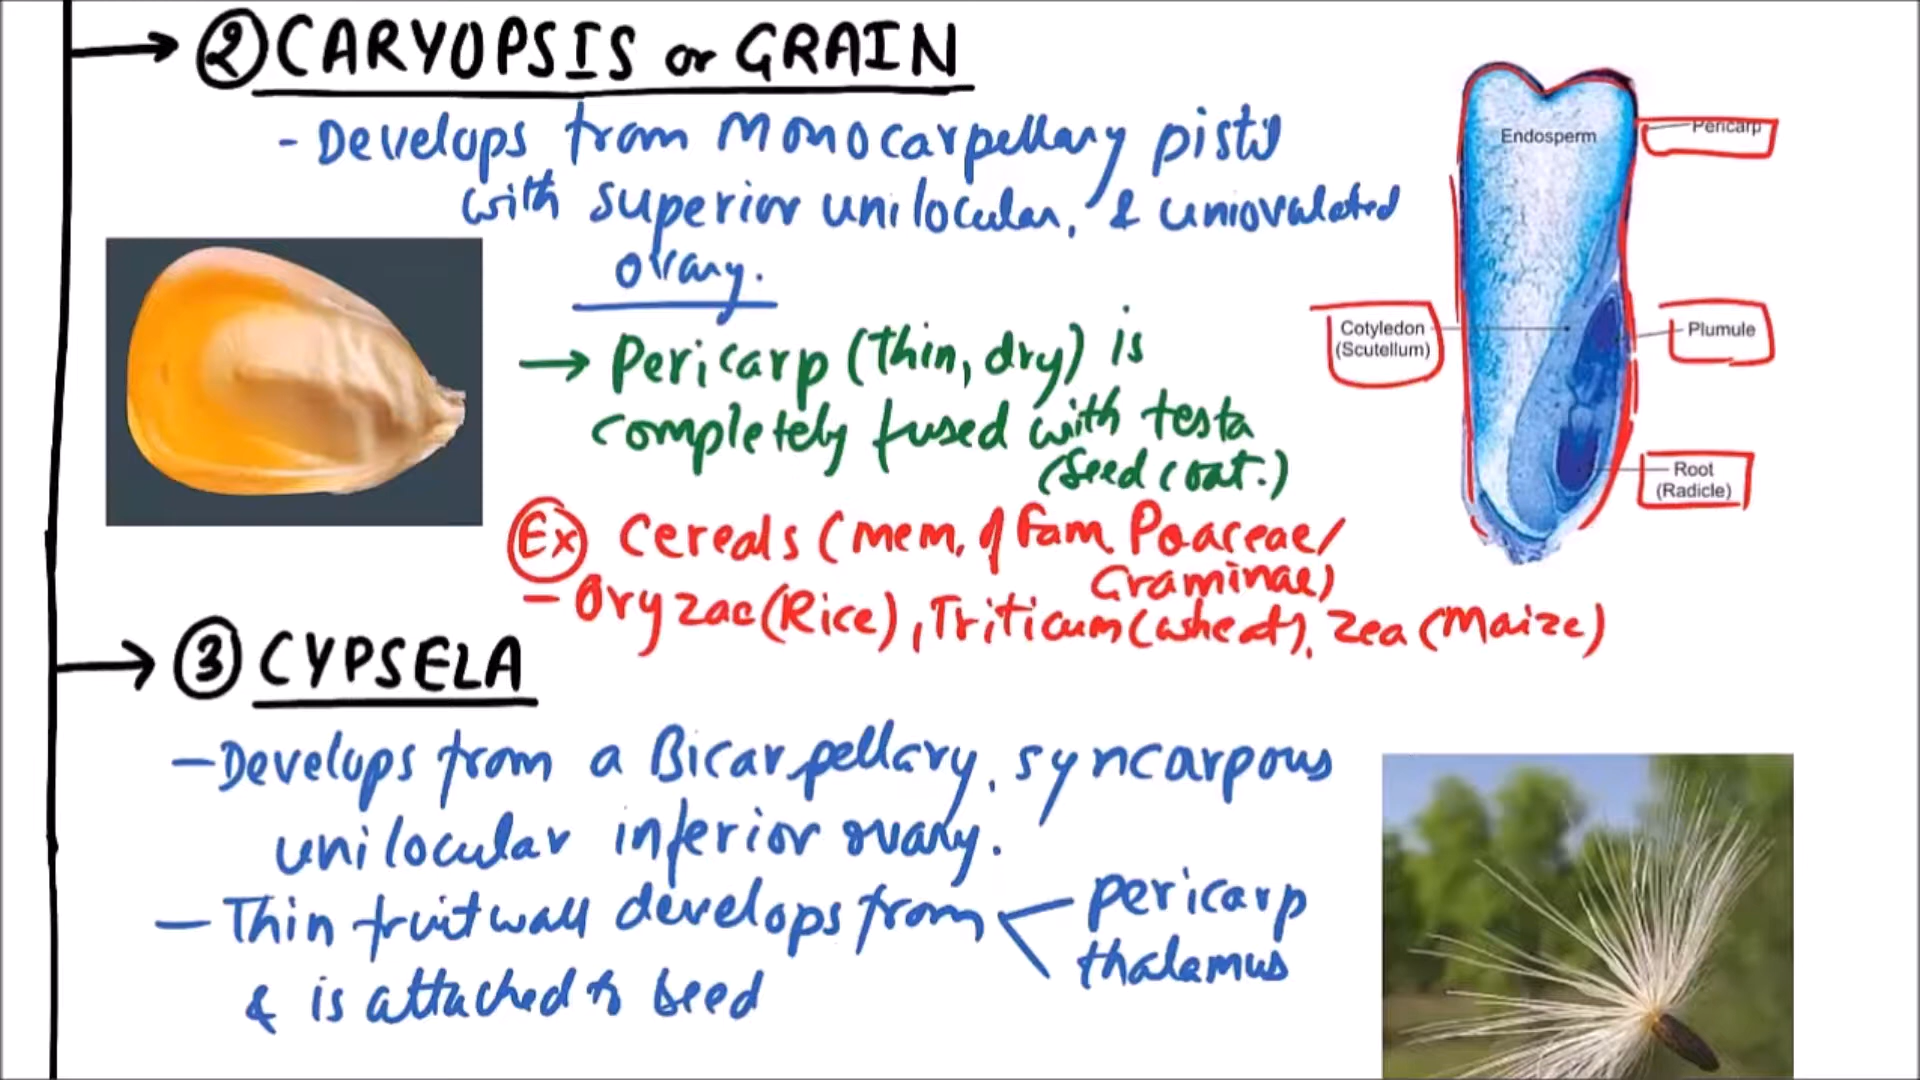 ② CARYOPSIS or GRAIN
- Develops from Monocarpellary pistil
with superior unilocular, & uniovulated
ovary.
→ Pericarp (thin, dry) is
completely fused with testa
(seed coat.)
Ex Cereals (mem. of Fam Poaceae/
Graminae)
- Oryzae (Rice), Triticum (wheat), Zea (Maize)
Endosperm
Pericarp
Cotyledon
(Scutellum)
Plumule
Root
(Radicle)
③ CYPSELA
- Develops from a Bicarpellary, syncarpous
unilocular inferior ovary.
- Thin fruit wall develops from < pericarp
thalamus
& is attached to seed